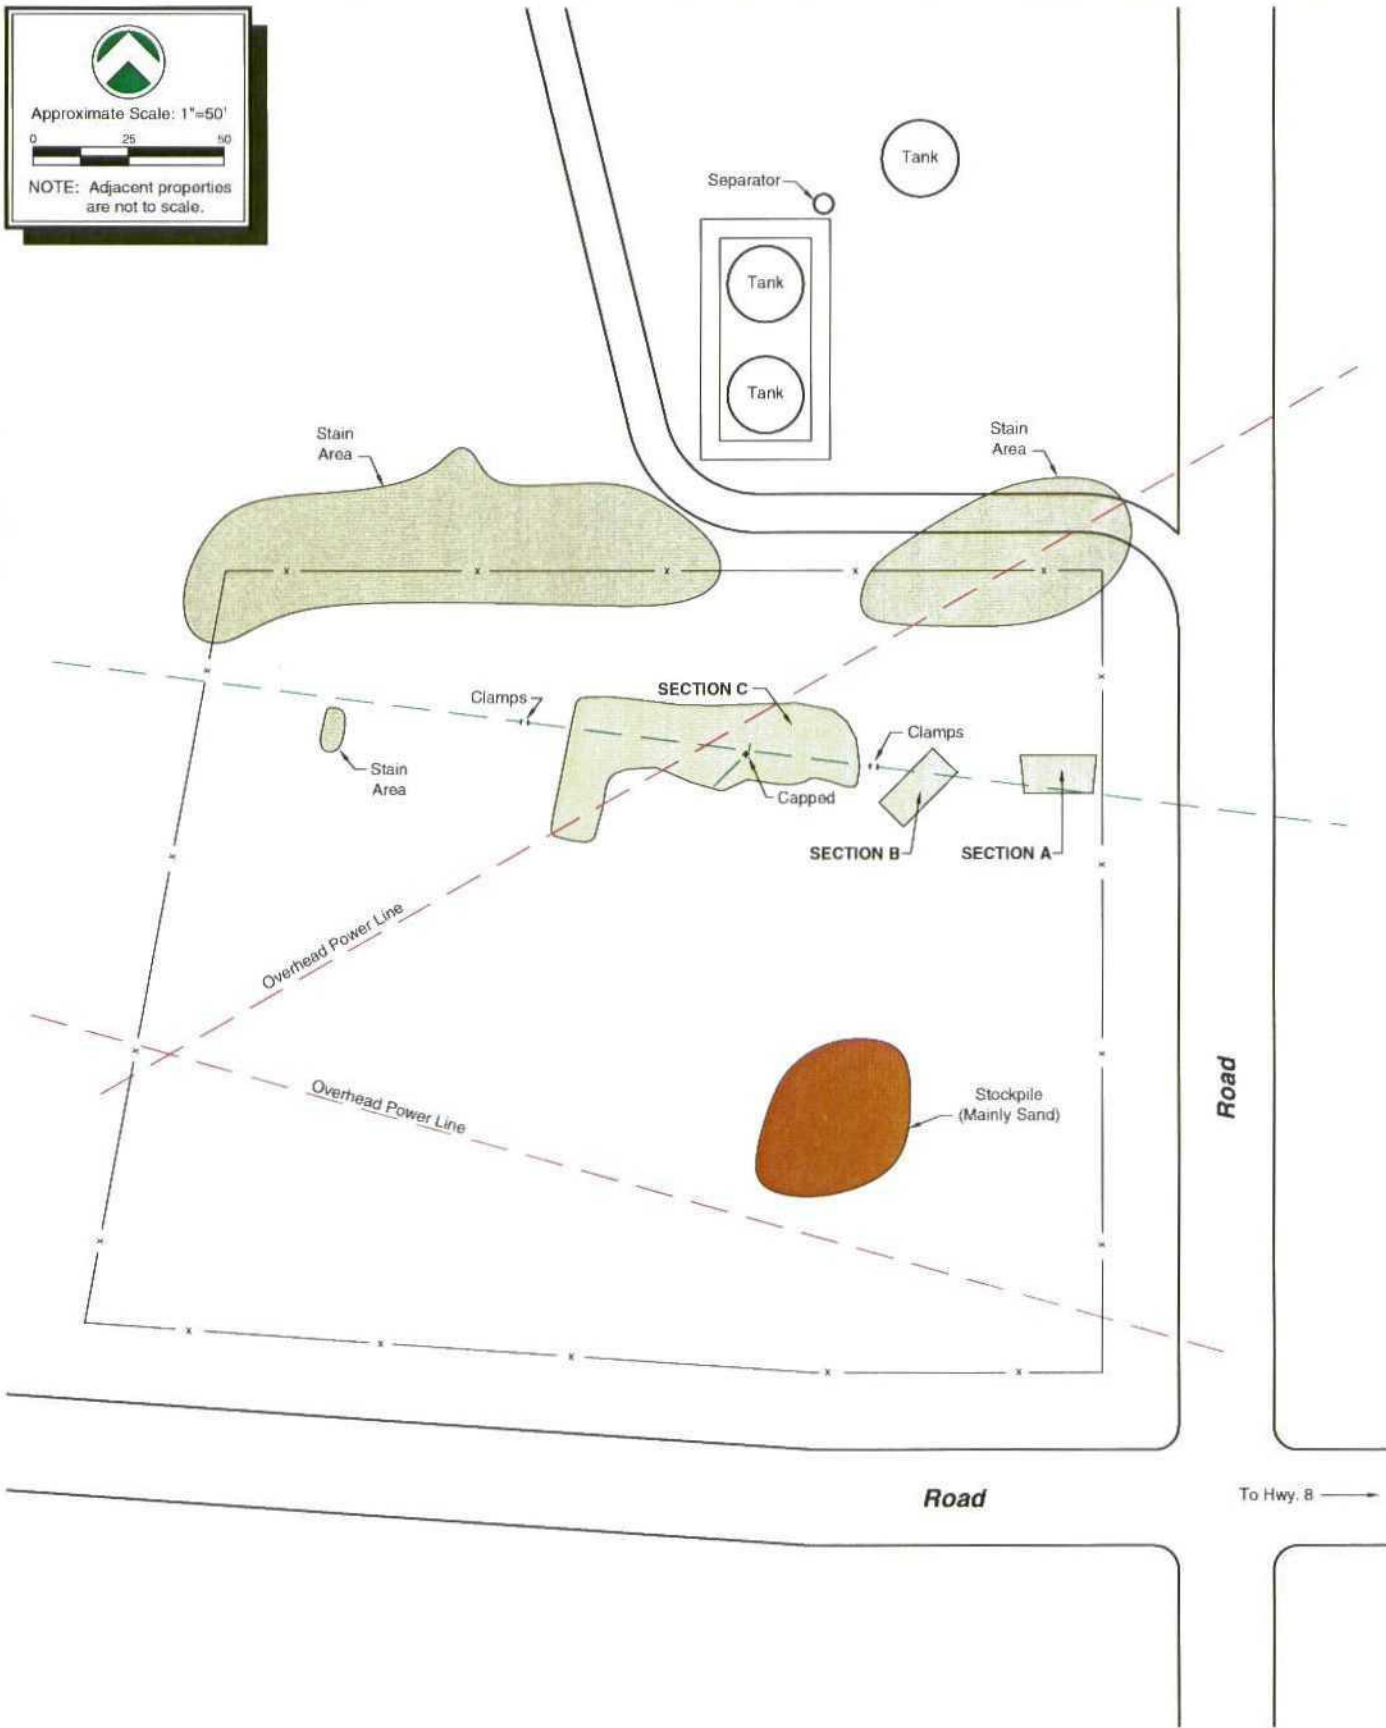 Approximate Scale: 1"=50'
0 25 50
NOTE: Adjacent properties
are not to scale.
Tank
Separator
Tank
Tank
Stain
Area
Stain
Area
SECTION C
Clamps
Clamps
Stain
Area
Capped
SECTION B
SECTION A
Overhead Power Line
Overhead Power Line
Stockpile
(Mainly Sand)
Road
Road
To Hwy. 8